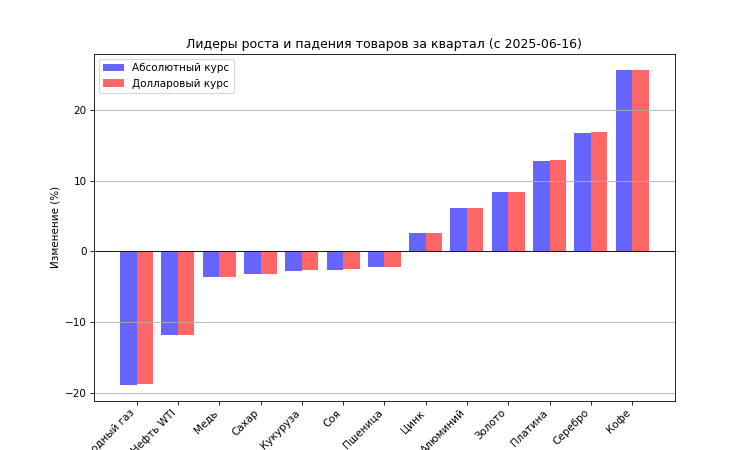 Лидеры роста и падения товаров за квартал (с 2025-06-16)
Абсолютный курс
Долларовый курс
Изменение (%)
20
10
0
−10
−20
одный газ
Нефть WTI
Медь
Сахар
Кукуруза
Соя
Пшеница
Цинк
Алюминий
Золото
Платина
Серебро
Кофе